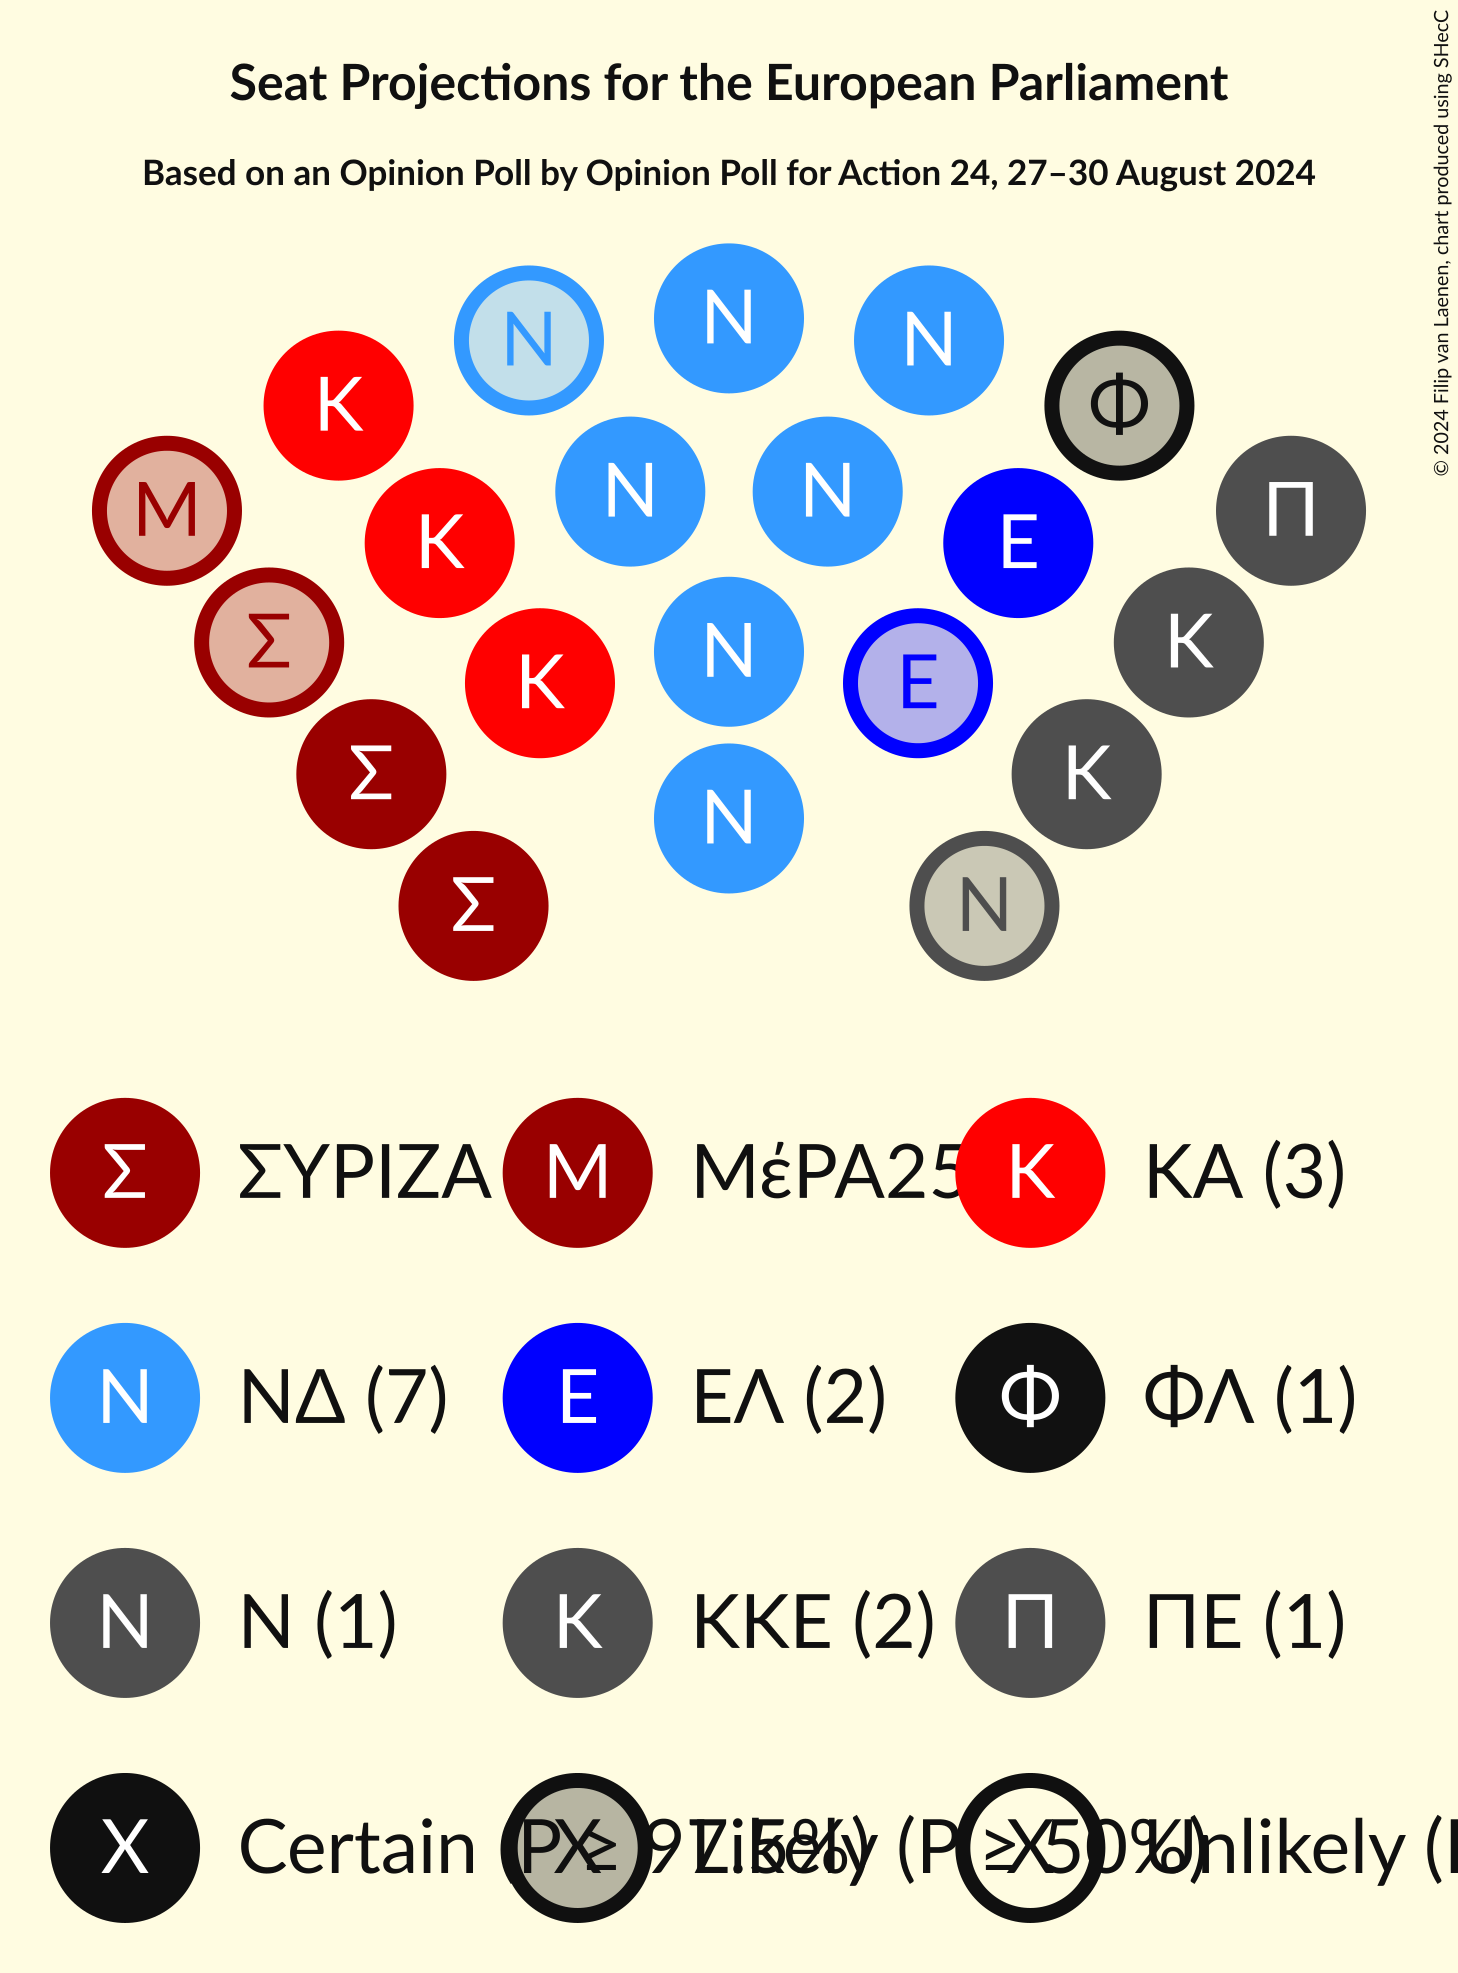 Seat Projections for the European Parliament
Based on an Opinion Poll by Opinion Poll for Action 24, 27–30 August 2024
© 2024 Filip van Laenen, chart produced using SHecC
Ν Ν Ν
Κ Φ
Μ Ν Ν Π
Κ Ε
Σ Κ Ν Ε Κ
Σ Ν Κ
Σ Ν
Σ ΣΥΡΙΖΑ Μ ΜέΡΑ25 Κ ΚΑ (3)
Ν ΝΔ (7) Ε ΕΛ (2) Φ ΦΛ (1)
Ν Ν (1) Κ ΚΚΕ (2) Π ΠΕ (1)
X Certain (P ≥ 97.5%) X Likely (P ≥ 50%) X Unlikely (